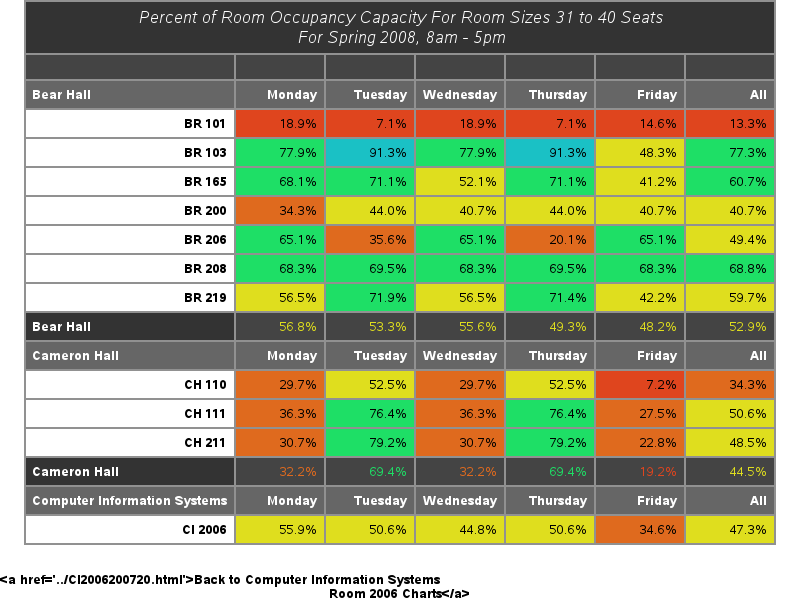 Percent of Room Occupancy Capacity For Room Sizes 31 to 40 Seats
For Spring 2008, 8am - 5pm
Bear Hall Monday Tuesday Wednesday Thursday Friday All
BR 101 18.9% 7.1% 18.9% 7.1% 14.6% 13.3%
BR 103 77.9% 91.3% 77.9% 91.3% 48.3% 77.3%
BR 165 68.1% 71.1% 52.1% 71.1% 41.2% 60.7%
BR 200 34.3% 44.0% 40.7% 44.0% 40.7% 40.7%
BR 206 65.1% 35.6% 65.1% 20.1% 65.1% 49.4%
BR 208 68.3% 69.5% 68.3% 69.5% 68.3% 68.8%
BR 219 56.5% 71.9% 56.5% 71.4% 42.2% 59.7%
Bear Hall 56.8% 53.3% 55.6% 49.3% 48.2% 52.9%
Cameron Hall Monday Tuesday Wednesday Thursday Friday All
CH 110 29.7% 52.5% 29.7% 52.5% 7.2% 34.3%
CH 111 36.3% 76.4% 36.3% 76.4% 27.5% 50.6%
CH 211 30.7% 79.2% 30.7% 79.2% 22.8% 48.5%
Cameron Hall 32.2% 69.4% 32.2% 69.4% 19.2% 44.5%
Computer Information Systems Monday Tuesday Wednesday Thursday Friday All
CI 2006 55.9% 50.6% 44.8% 50.6% 34.6% 47.3%
<a href='../CI2006200720.html'>Back to Computer Information Systems
Room 2006 Charts</a>